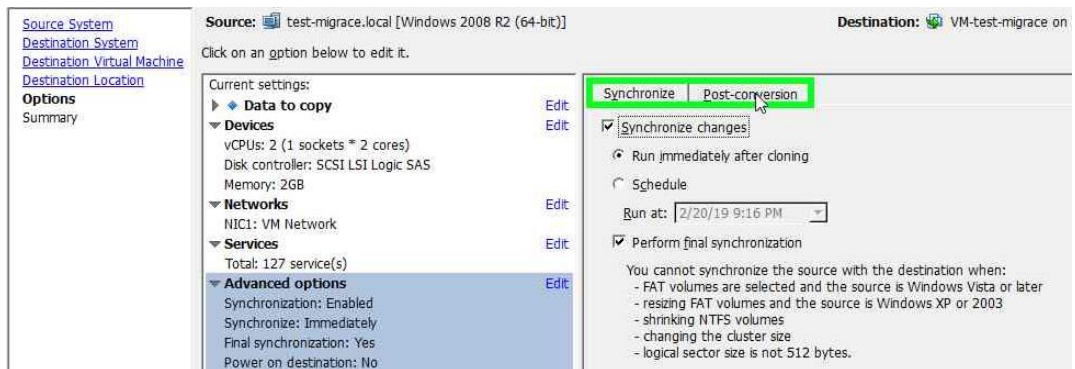 Source System
Destination System
Destination Virtual Machine
Destination Location
Options
Summary
Source: test-migrace.local [Windows 2008 R2 (64-bit)]
Destination: VM-test-migrace on
Click on an option below to edit it.
Current settings:
Data to copy Edit
Devices Edit
vCPUs: 2 (1 sockets * 2 cores)
Disk controller: SCSI LSI Logic SAS
Memory: 2GB
Networks Edit
NIC1: VM Network
Services Edit
Total: 127 service(s)
Advanced options Edit
Synchronization: Enabled
Synchronize: Immediately
Final synchronization: Yes
Power on destination: No
Synchronize Post-conversion
Synchronize changes
Run immediately after cloning
Schedule
Run at: 2/20/19 9:16 PM
Perform final synchronization
You cannot synchronize the source with the destination when:
- FAT volumes are selected and the source is Windows Vista or later
- resizing FAT volumes and the source is Windows XP or 2003
- shrinking NTFS volumes
- changing the cluster size
- logical sector size is not 512 bytes.